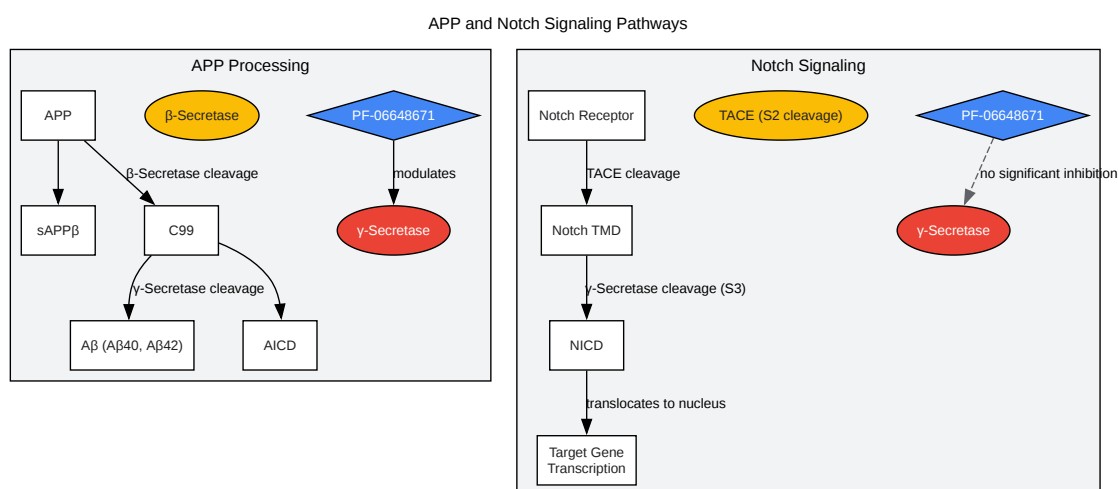 APP and Notch Signaling Pathways
APP Processing
APP
β-Secretase
PF-06648671
β-Secretase cleavage
modulates
sAPPβ
C99
γ-Secretase
γ-Secretase cleavage
Aβ (Aβ40, Aβ42)
AICD
Notch Signaling
Notch Receptor
TACE (S2 cleavage)
PF-06648671
TACE cleavage
no significant inhibition
Notch TMD
γ-Secretase
γ-Secretase cleavage (S3)
NICD
translocates to nucleus
Target Gene
Transcription